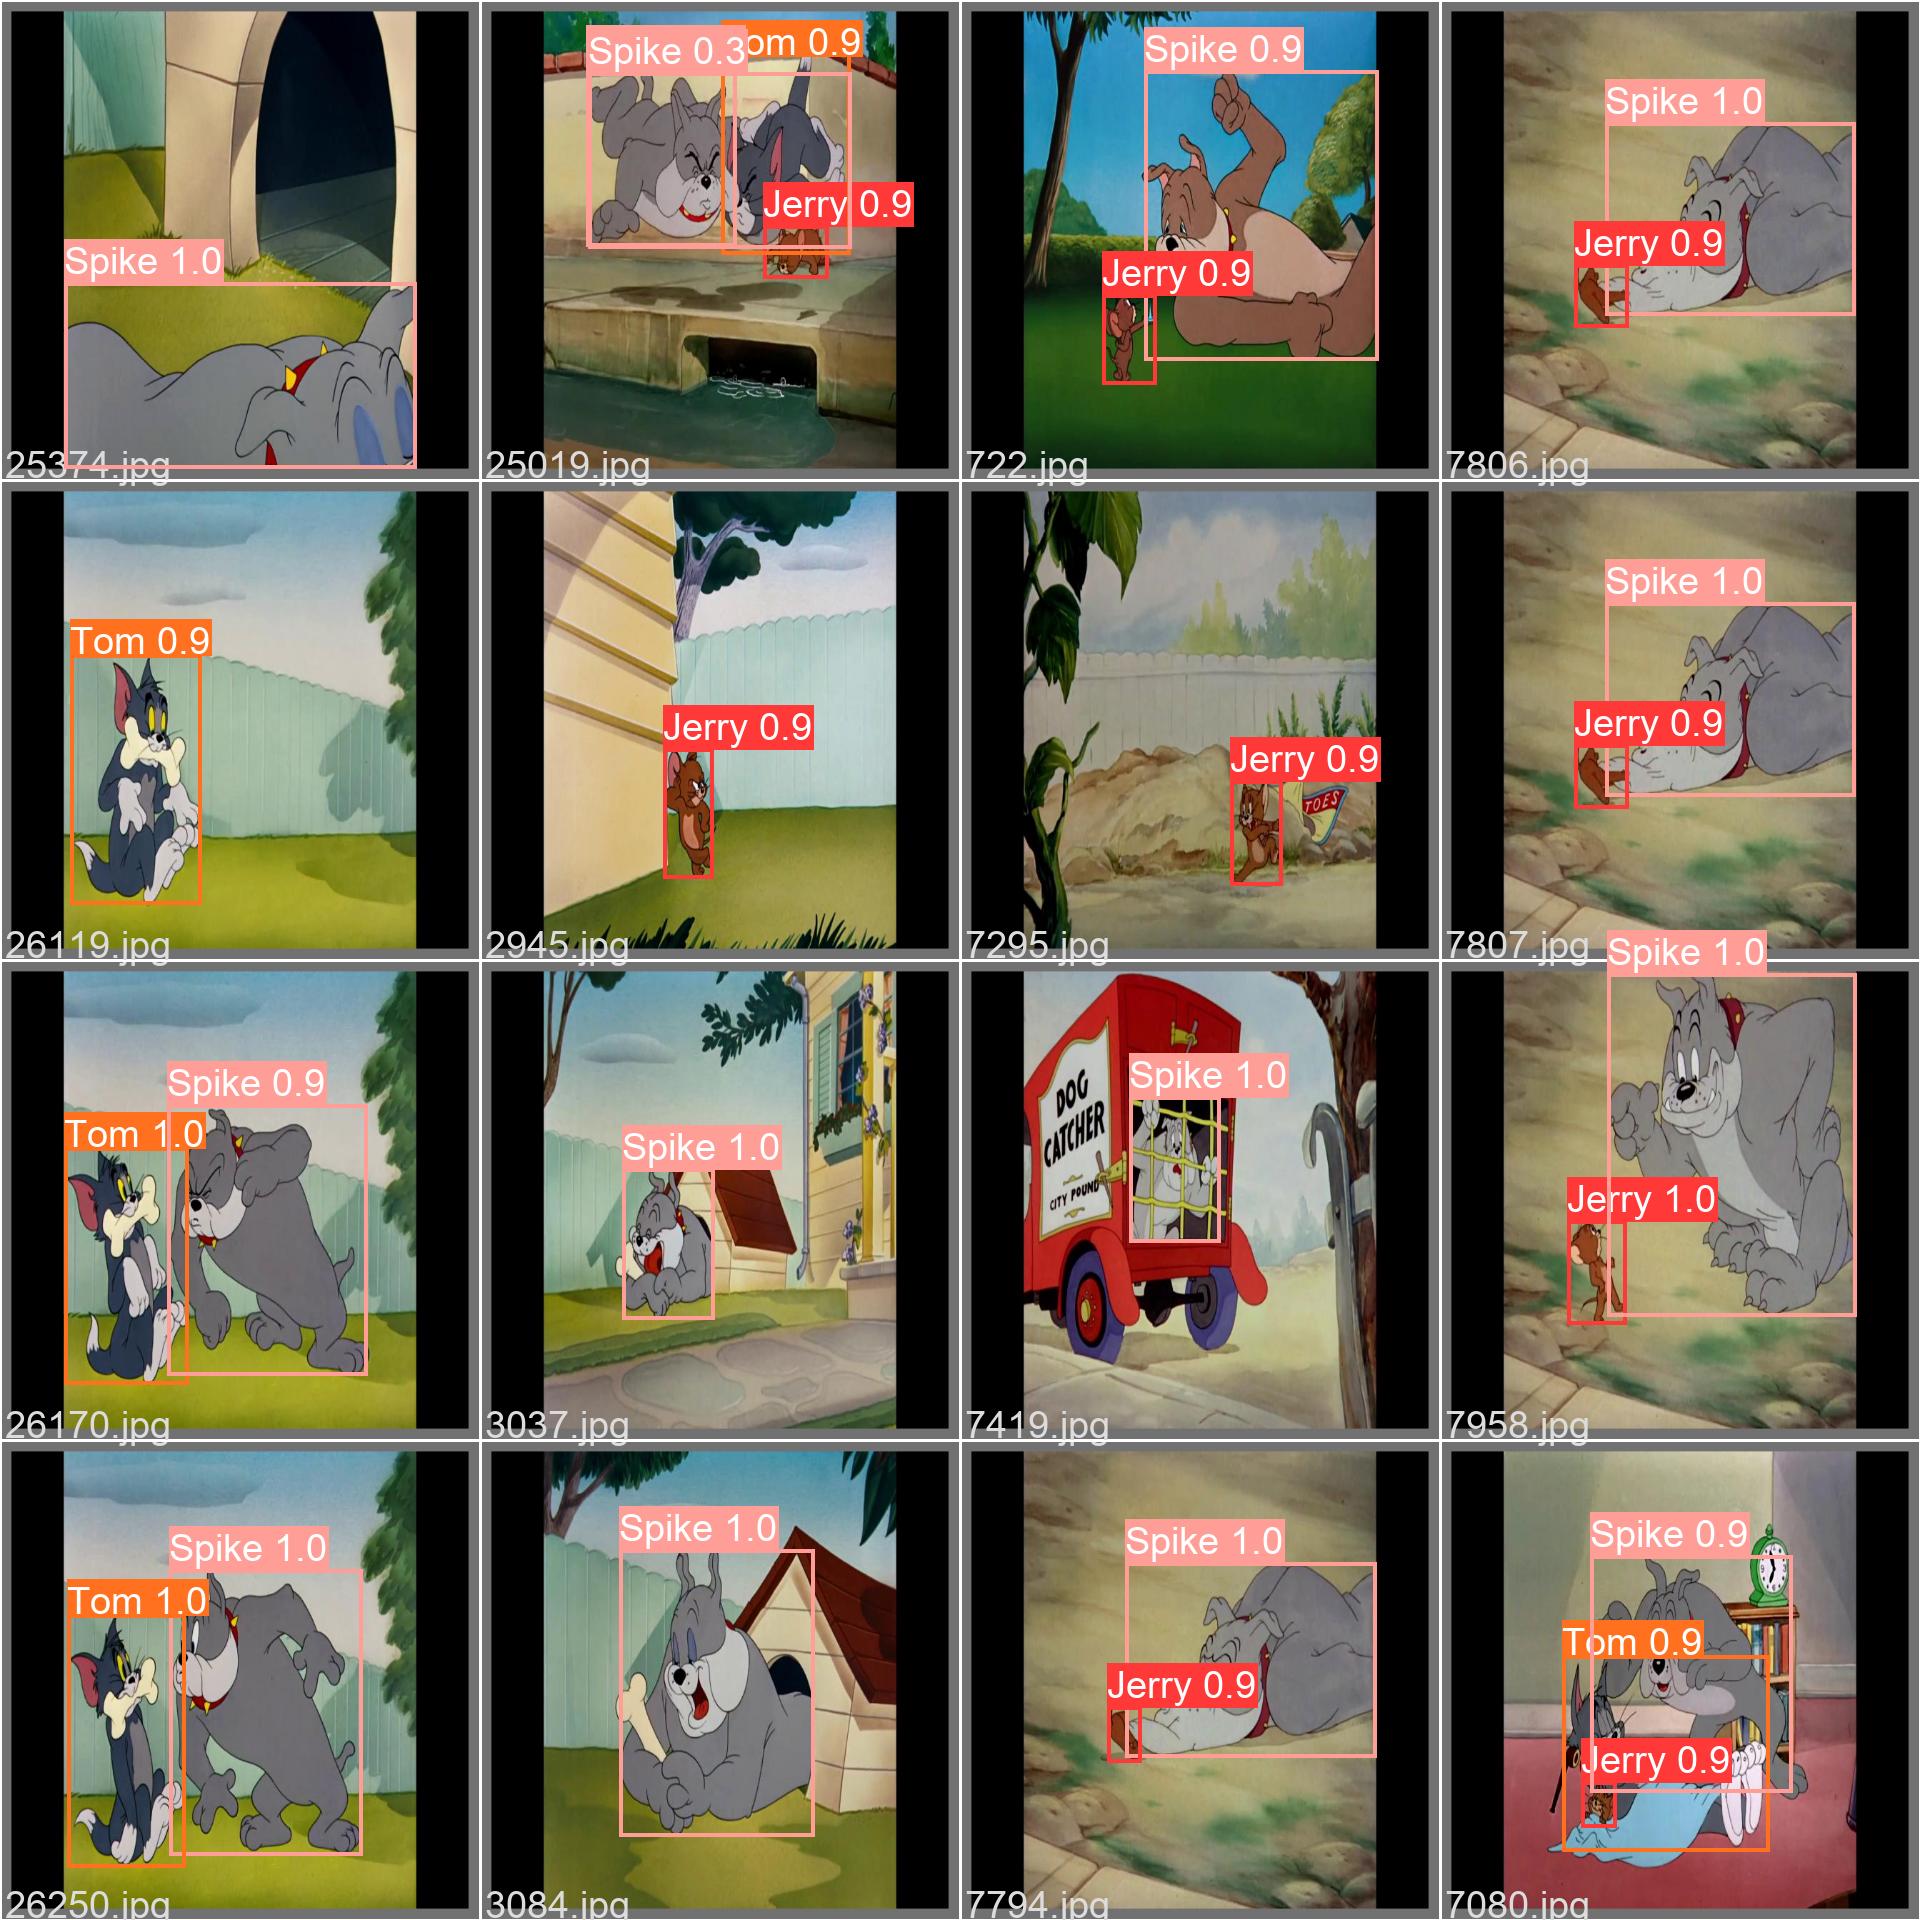 Spike 1.0
25374.jpg
Spike 0.3
om 0.9
Jerry 0.9
25019.jpg
Spike 0.9
Jerry 0.9
722.jpg
Spike 1.0
Jerry 0.9
7806.jpg
Tom 0.9
26119.jpg
Jerry 0.9
2945.jpg
Jerry 0.9
TOES
7295.jpg
Spike 1.0
Jerry 0.9
7807.jpg
Spike 0.9
Tom 1.0
26170.jpg
Spike 1.0
3037.jpg
Spike 1.0
DOG
CATCHER
CITY POUND
7419.jpg
Spike 1.0
Jerry 1.0
7958.jpg
Spike 1.0
Tom 1.0
26250.jpg
Spike 1.0
3084.jpg
Spike 1.0
Jerry 0.9
7794.jpg
Spike 0.9
Tom 0.9
Jerry 0.9
7080.jpg